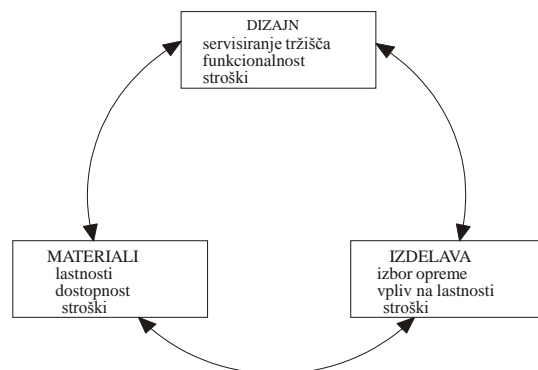 DIZAJN
servisiranje tržišča
funkcionalnost
stroški
MATERIALI
lastnosti
dostopnost
stroški
IZDELAVA
izbor opreme
vpliv na lastnosti
stroški